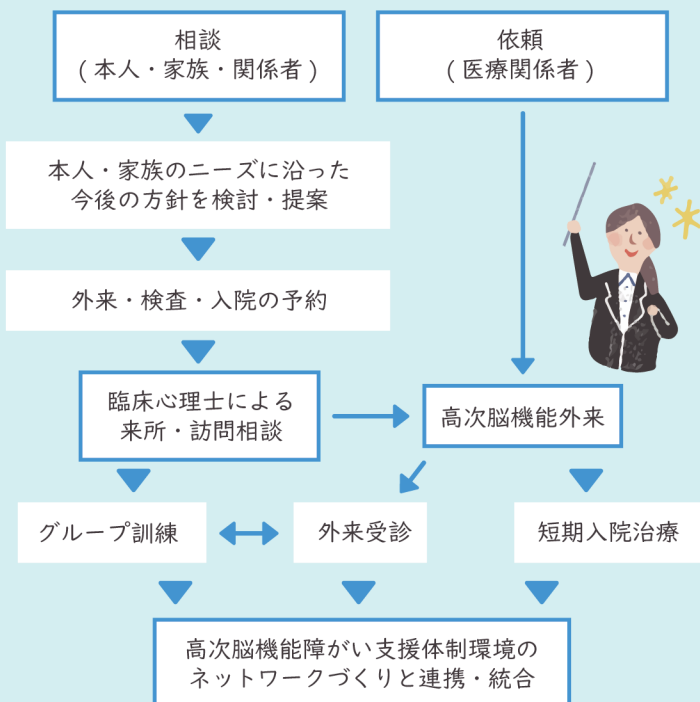 相談
(本人・家族・関係者)
依頼
(医療関係者)
本人・家族のニーズに沿った
今後の方針を検討・提案
外来・検査・入院の予約
臨床心理士による
来所・訪問相談
高次脳機能外来
グループ訓練
外来受診
短期入院治療
高次脳機能障がい支援体制環境の
ネットワークづくりと連携・統合